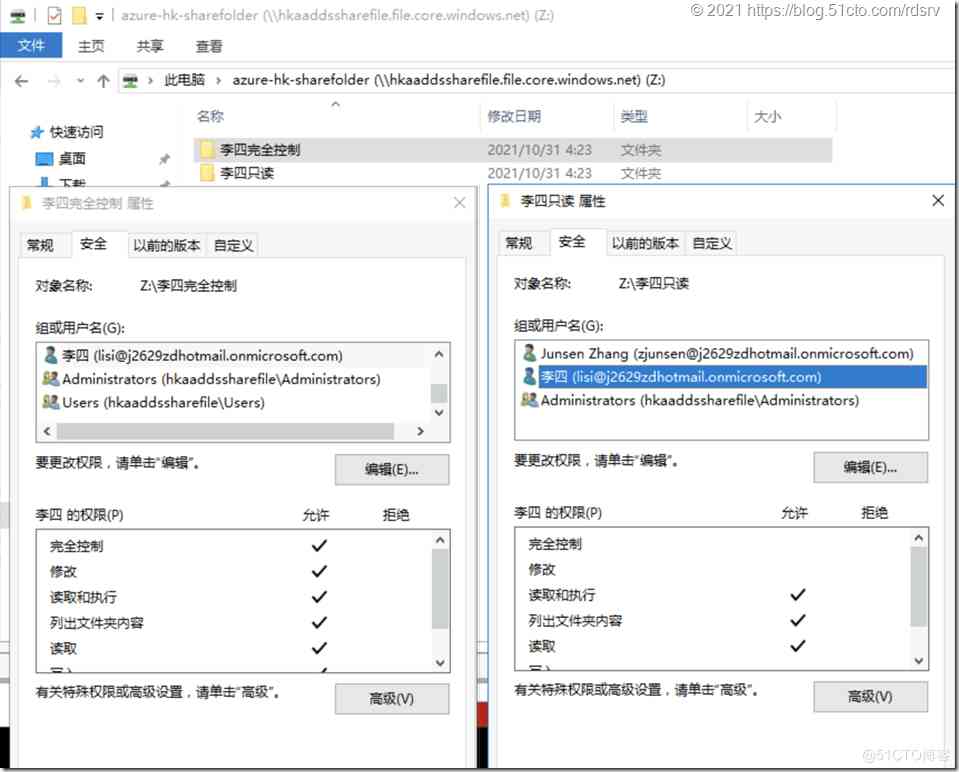 azure-hk-sharefolder (\\hkaaddssharefile.file.core.windows.net) (Z:)
© 2021 https://blog.51cto.com/rdsrv
文件 主页 共享 查看
此电脑 azure-hk-sharefolder (\\hkaaddssharefile.file.core.windows.net) (Z:)
名称 修改日期 类型 大小
快速访问
李四完全控制 2021/10/31 4:23 文件夹
桌面
李四只读 2021/10/31 4:23 文件夹
下载
李四完全控制 属性
常规 安全 以前的版本 自定义
对象名称: Z:\李四完全控制
组或用户名(G):
李四 (lisi@j2629zdhotmail.onmicrosoft.com)
Administrators (hkaaddssharefile\Administrators)
Users (hkaaddssharefile\Users)
要更改权限，请单击"编辑"。
编辑(E)...
李四 的权限(P) 允许 拒绝
完全控制
修改
读取和执行
列出文件夹内容
读取
写入
有关特殊权限或高级设置，请单击"高级"。
高级(V)
李四只读 属性
常规 安全 以前的版本 自定义
对象名称: Z:\李四只读
组或用户名(G):
Junsen Zhang (zjunsen@j2629zdhotmail.onmicrosoft.com)
李四 (lisi@j2629zdhotmail.onmicrosoft.com)
Administrators (hkaaddssharefile\Administrators)
要更改权限，请单击"编辑"。
编辑(E)...
李四 的权限(P) 允许 拒绝
完全控制
修改
读取和执行
列出文件夹内容
读取
写入
有关特殊权限或高级设置，请单击"高级"。
高级(V)
@51CTO博客